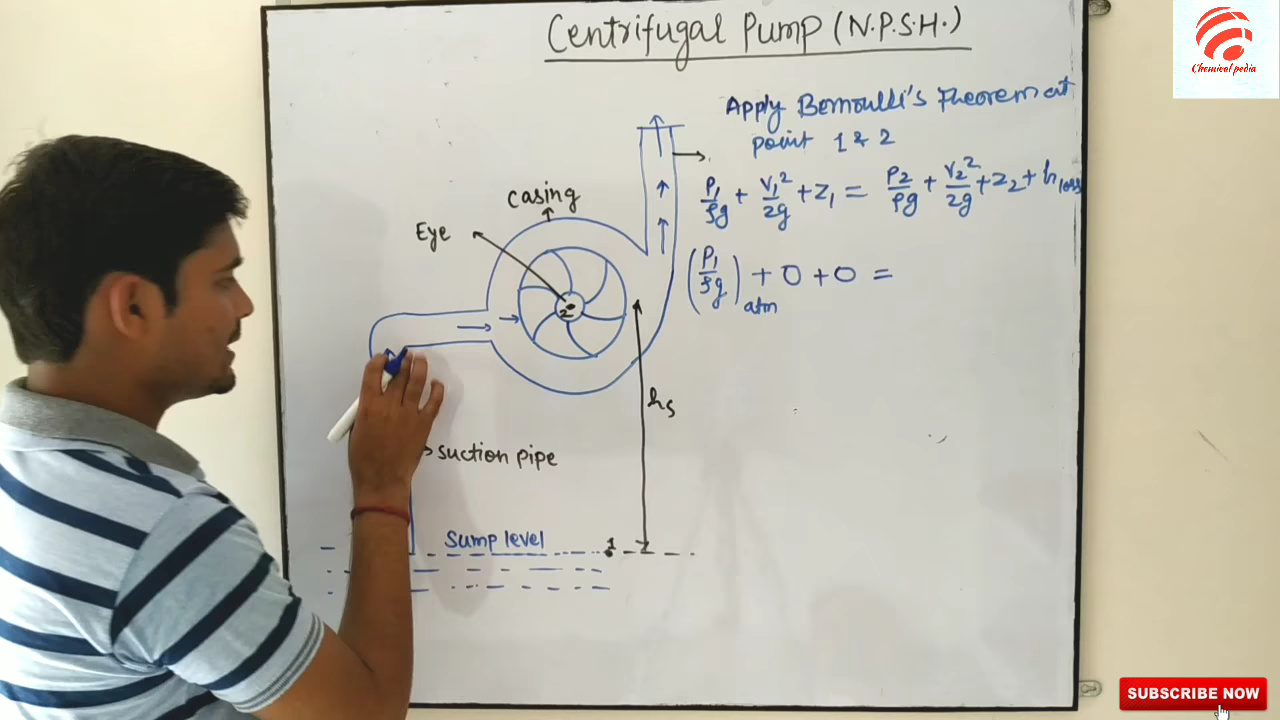 Centrifugal Pump (N.P.S.H.)
Chemical pedia
Apply Bernoulli's Theorem at
point 1 & 2
P1/ρg + V1²/2g + z1 = P2/ρg + V2²/2g + z2 + h loss
(P1/ρg)atm + 0 + 0 =
Casing
Eye
2
hs
suction pipe
Sump level
1
SUBSCRIBE NOW